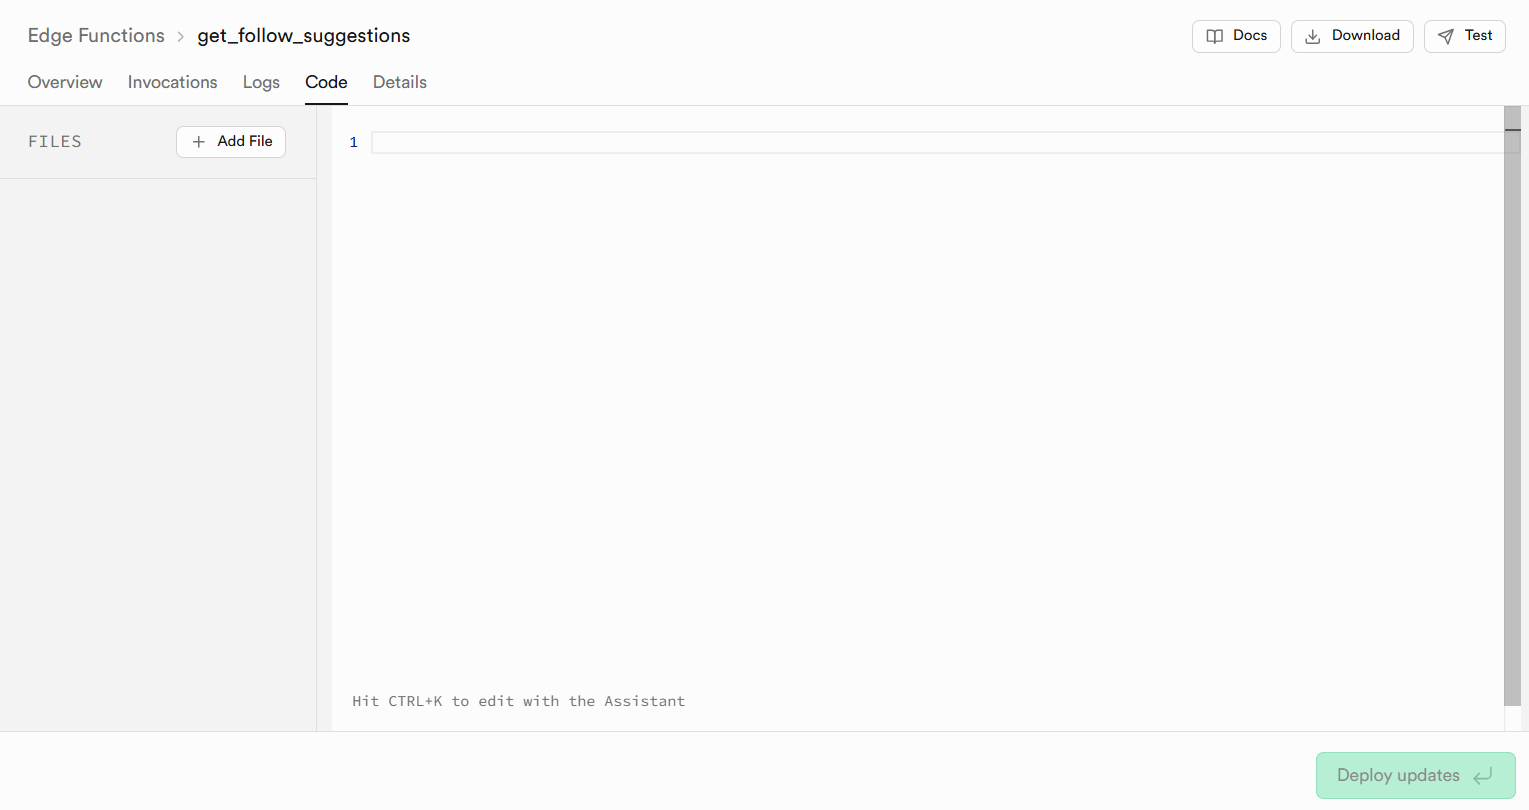 Edge Functions > get_follow_suggestions
Docs
Download
Test
Overview
Invocations
Logs
Code
Details
FILES
Add File
1
Hit CTRL+K to edit with the Assistant
Deploy updates